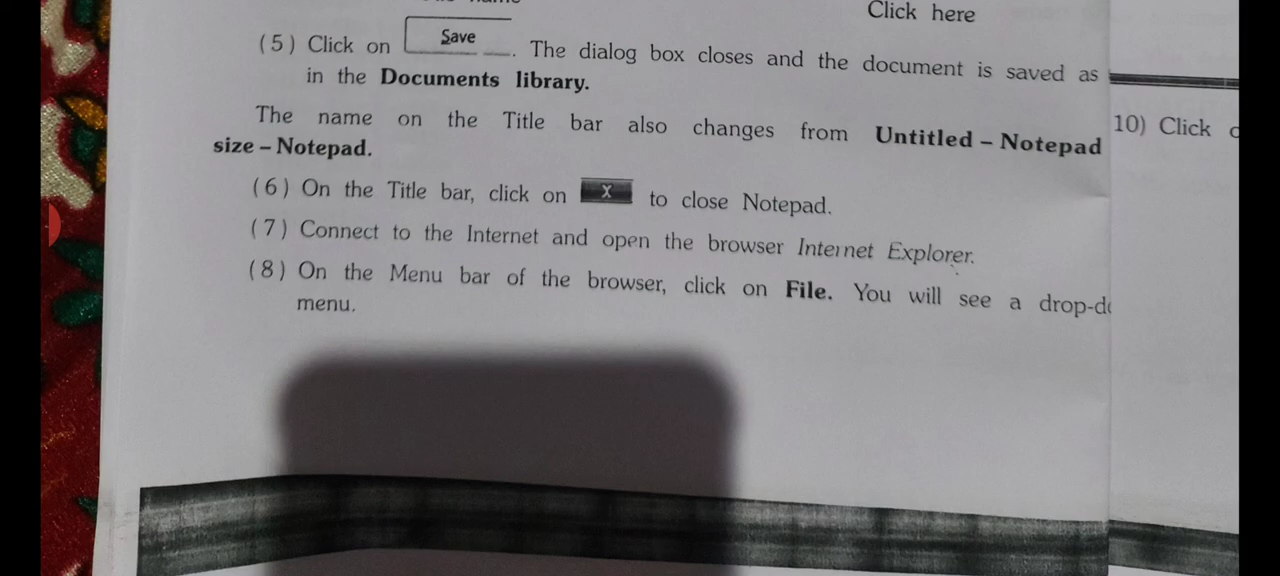 Click here
(5) Click on Save . The dialog box closes and the document is saved as
in the Documents library.
The name on the Title bar also changes from Untitled – Notepad
size – Notepad.
(6) On the Title bar, click on X to close Notepad.
(7) Connect to the Internet and open the browser Internet Explorer.
(8) On the Menu bar of the browser, click on File. You will see a drop-d
menu.
10) Click